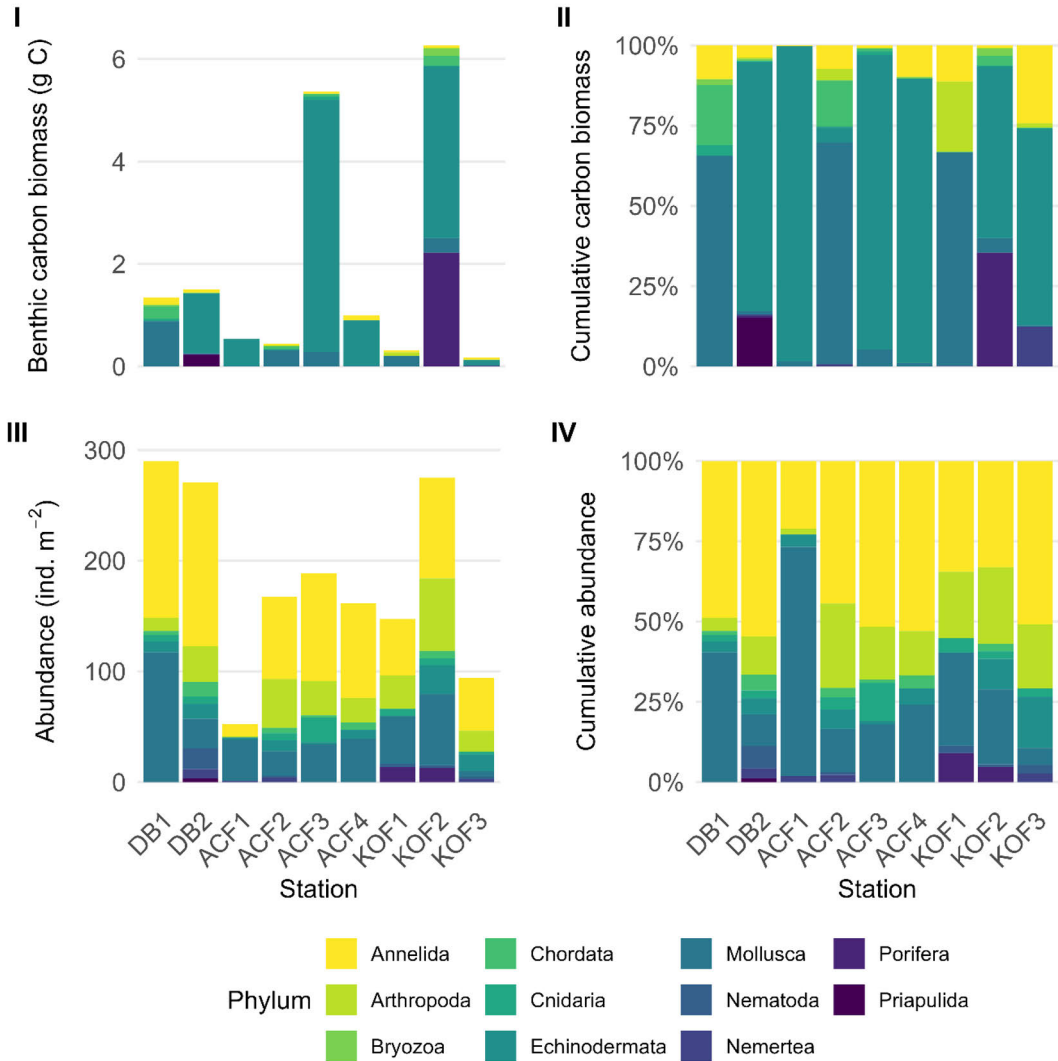 I
Benthic carbon biomass (g C)
6
4
2
0
II
Cumulative carbon biomass
100%
75%
50%
25%
0%
III
Abundance (ind. m⁻²)
300
200
100
0
DB1
DB2
ACF1
ACF2
ACF3
ACF4
KOF1
KOF2
KOF3
Station
IV
Cumulative abundance
100%
75%
50%
25%
0%
DB1
DB2
ACF1
ACF2
ACF3
ACF4
KOF1
KOF2
KOF3
Station
Phylum
Annelida
Arthropoda
Bryozoa
Chordata
Cnidaria
Echinodermata
Mollusca
Nematoda
Nemertea
Porifera
Priapulida